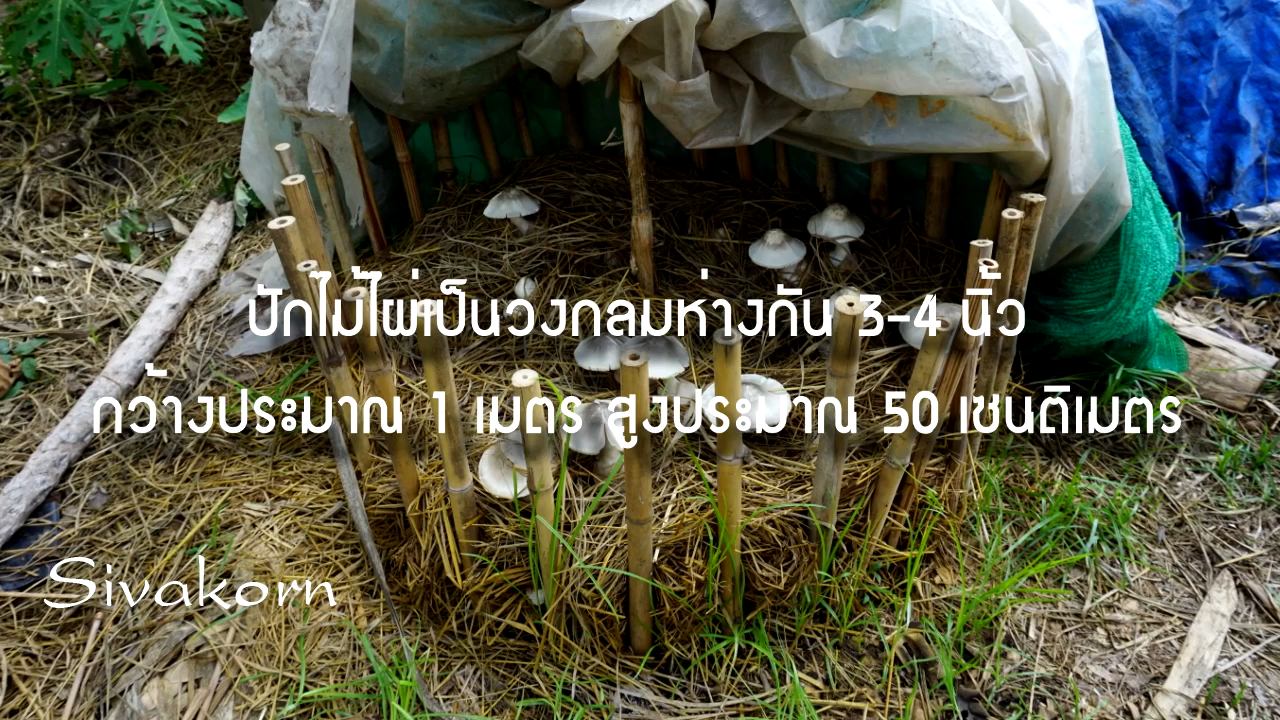 ปักไม้ไผ่เป็นวงกลมห่างกัน 3-4 นิ้ว
กว้างประมาณ 1 เมตร สูงประมาณ 50 เซนติเมตร
Sivakorn